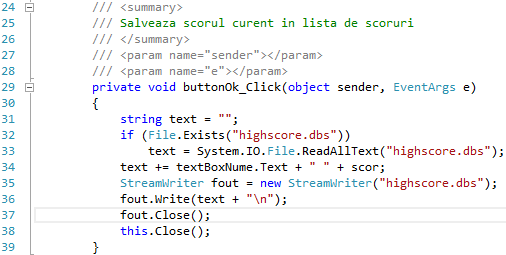 24 /// <summary>
25 /// Salveaza scorul curent in lista de scoruri
26 /// </summary>
27 /// <param name="sender"></param>
28 /// <param name="e"></param>
29 private void buttonOk_Click(object sender, EventArgs e)
30 {
31 string text = "";
32 if (File.Exists("highscore.dbs"))
33 text = System.IO.File.ReadAllText("highscore.dbs");
34 text += textBoxNume.Text + " " + scor;
35 StreamWriter fout = new StreamWriter("highscore.dbs");
36 fout.Write(text + "\n");
37 fout.Close();
38 this.Close();
39 }